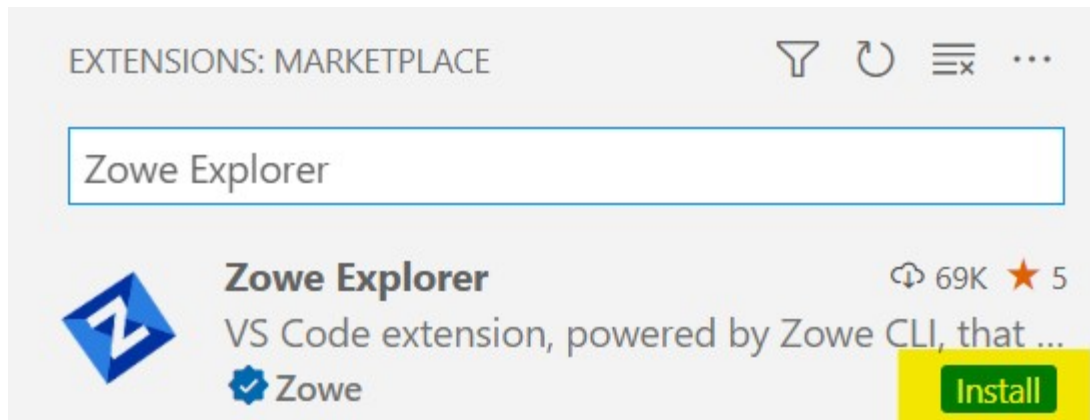 EXTENSIONS: MARKETPLACE
Zowe Explorer
Zowe Explorer 69K ★ 5
VS Code extension, powered by Zowe CLI, that ...
Zowe
Install